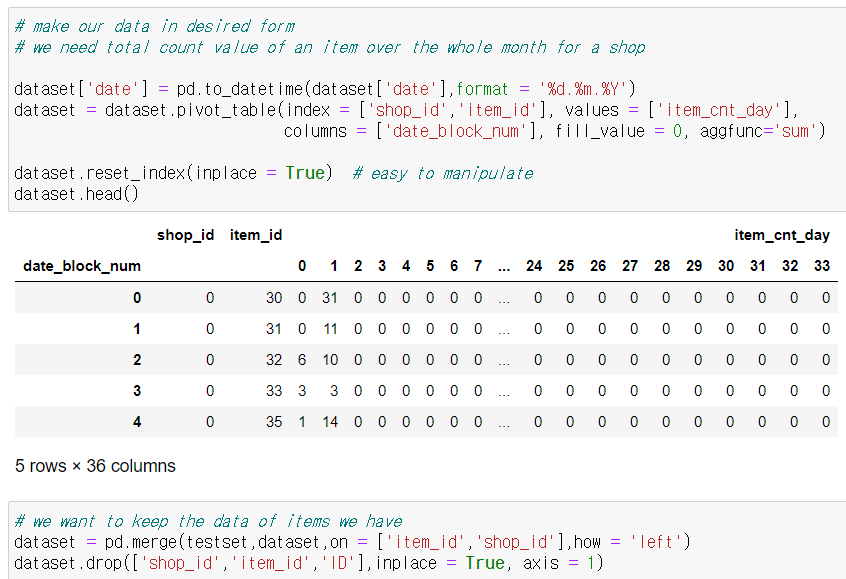 # make our data in desired form
# we need total count value of an item over the whole month for a shop
dataset['date'] = pd.to_datetime(dataset['date'],format = '%d.%m.%Y')
dataset = dataset.pivot_table(index = ['shop_id','item_id'], values = ['item_cnt_day'],
columns = ['date_block_num'], fill_value = 0, aggfunc='sum')
dataset.reset_index(inplace = True)  # easy to manipulate
dataset.head()
shop_id item_id item_cnt_day
date_block_num 0 1 2 3 4 5 6 7 ... 24 25 26 27 28 29 30 31 32 33
0 0 30 0 31 0 0 0 0 0 0 ... 0 0 0 0 0 0 0 0 0 0
1 0 31 0 11 0 0 0 0 0 0 ... 0 0 0 0 0 0 0 0 0 0
2 0 32 6 10 0 0 0 0 0 0 ... 0 0 0 0 0 0 0 0 0 0
3 0 33 3 3 0 0 0 0 0 0 ... 0 0 0 0 0 0 0 0 0 0
4 0 35 1 14 0 0 0 0 0 0 ... 0 0 0 0 0 0 0 0 0 0
5 rows × 36 columns
# we want to keep the data of items we have
dataset = pd.merge(testset,dataset,on = ['item_id','shop_id'],how = 'left')
dataset.drop(['shop_id','item_id','ID'],inplace = True, axis = 1)